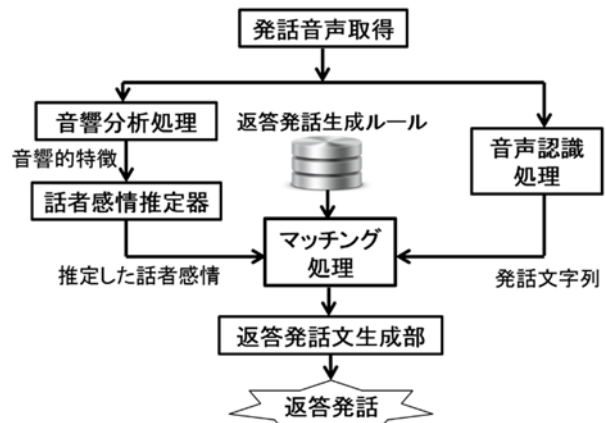 発話音声取得
音響分析処理
返答発話生成ルール
音声認識
処理
音響的特徴
話者感情推定器
マッチング
処理
推定した話者感情
発話文字列
返答発話文生成部
返答発話